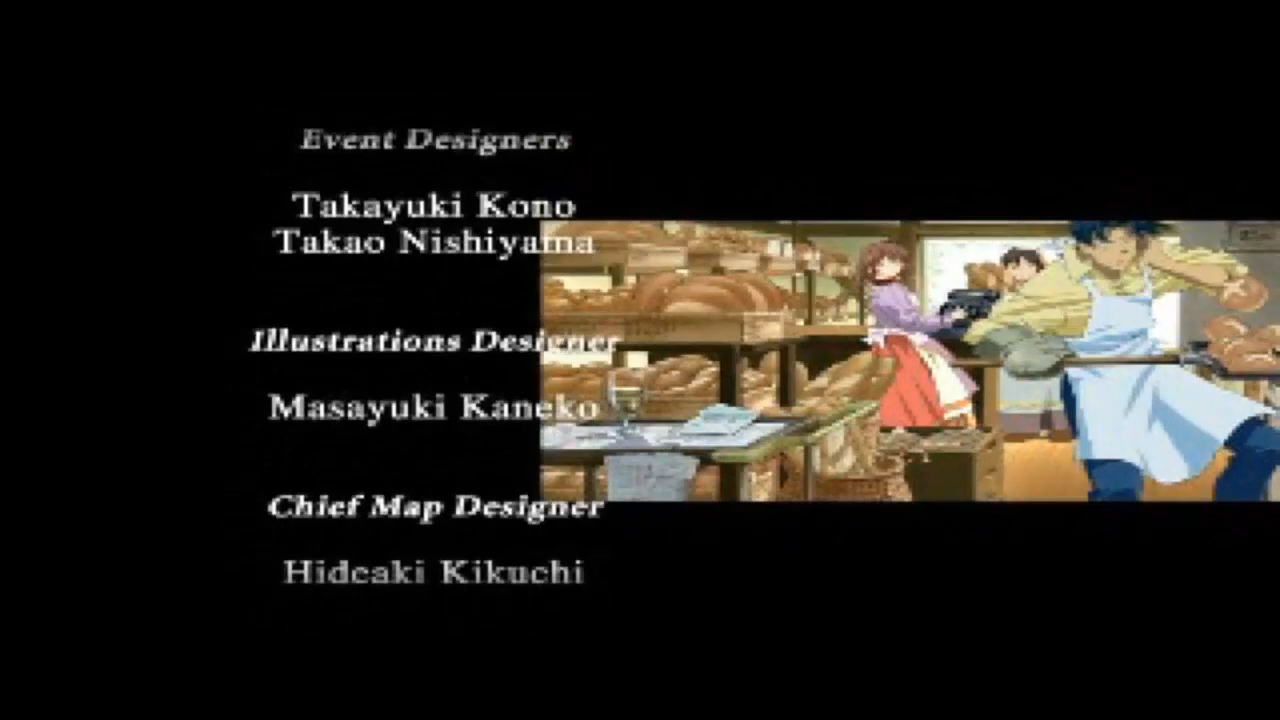 Event Designers
Takayuki Kono
Takao Nishiyama
Illustrations Designer
Masayuki Kaneko
Chief Map Designer
Hideaki Kikuchi